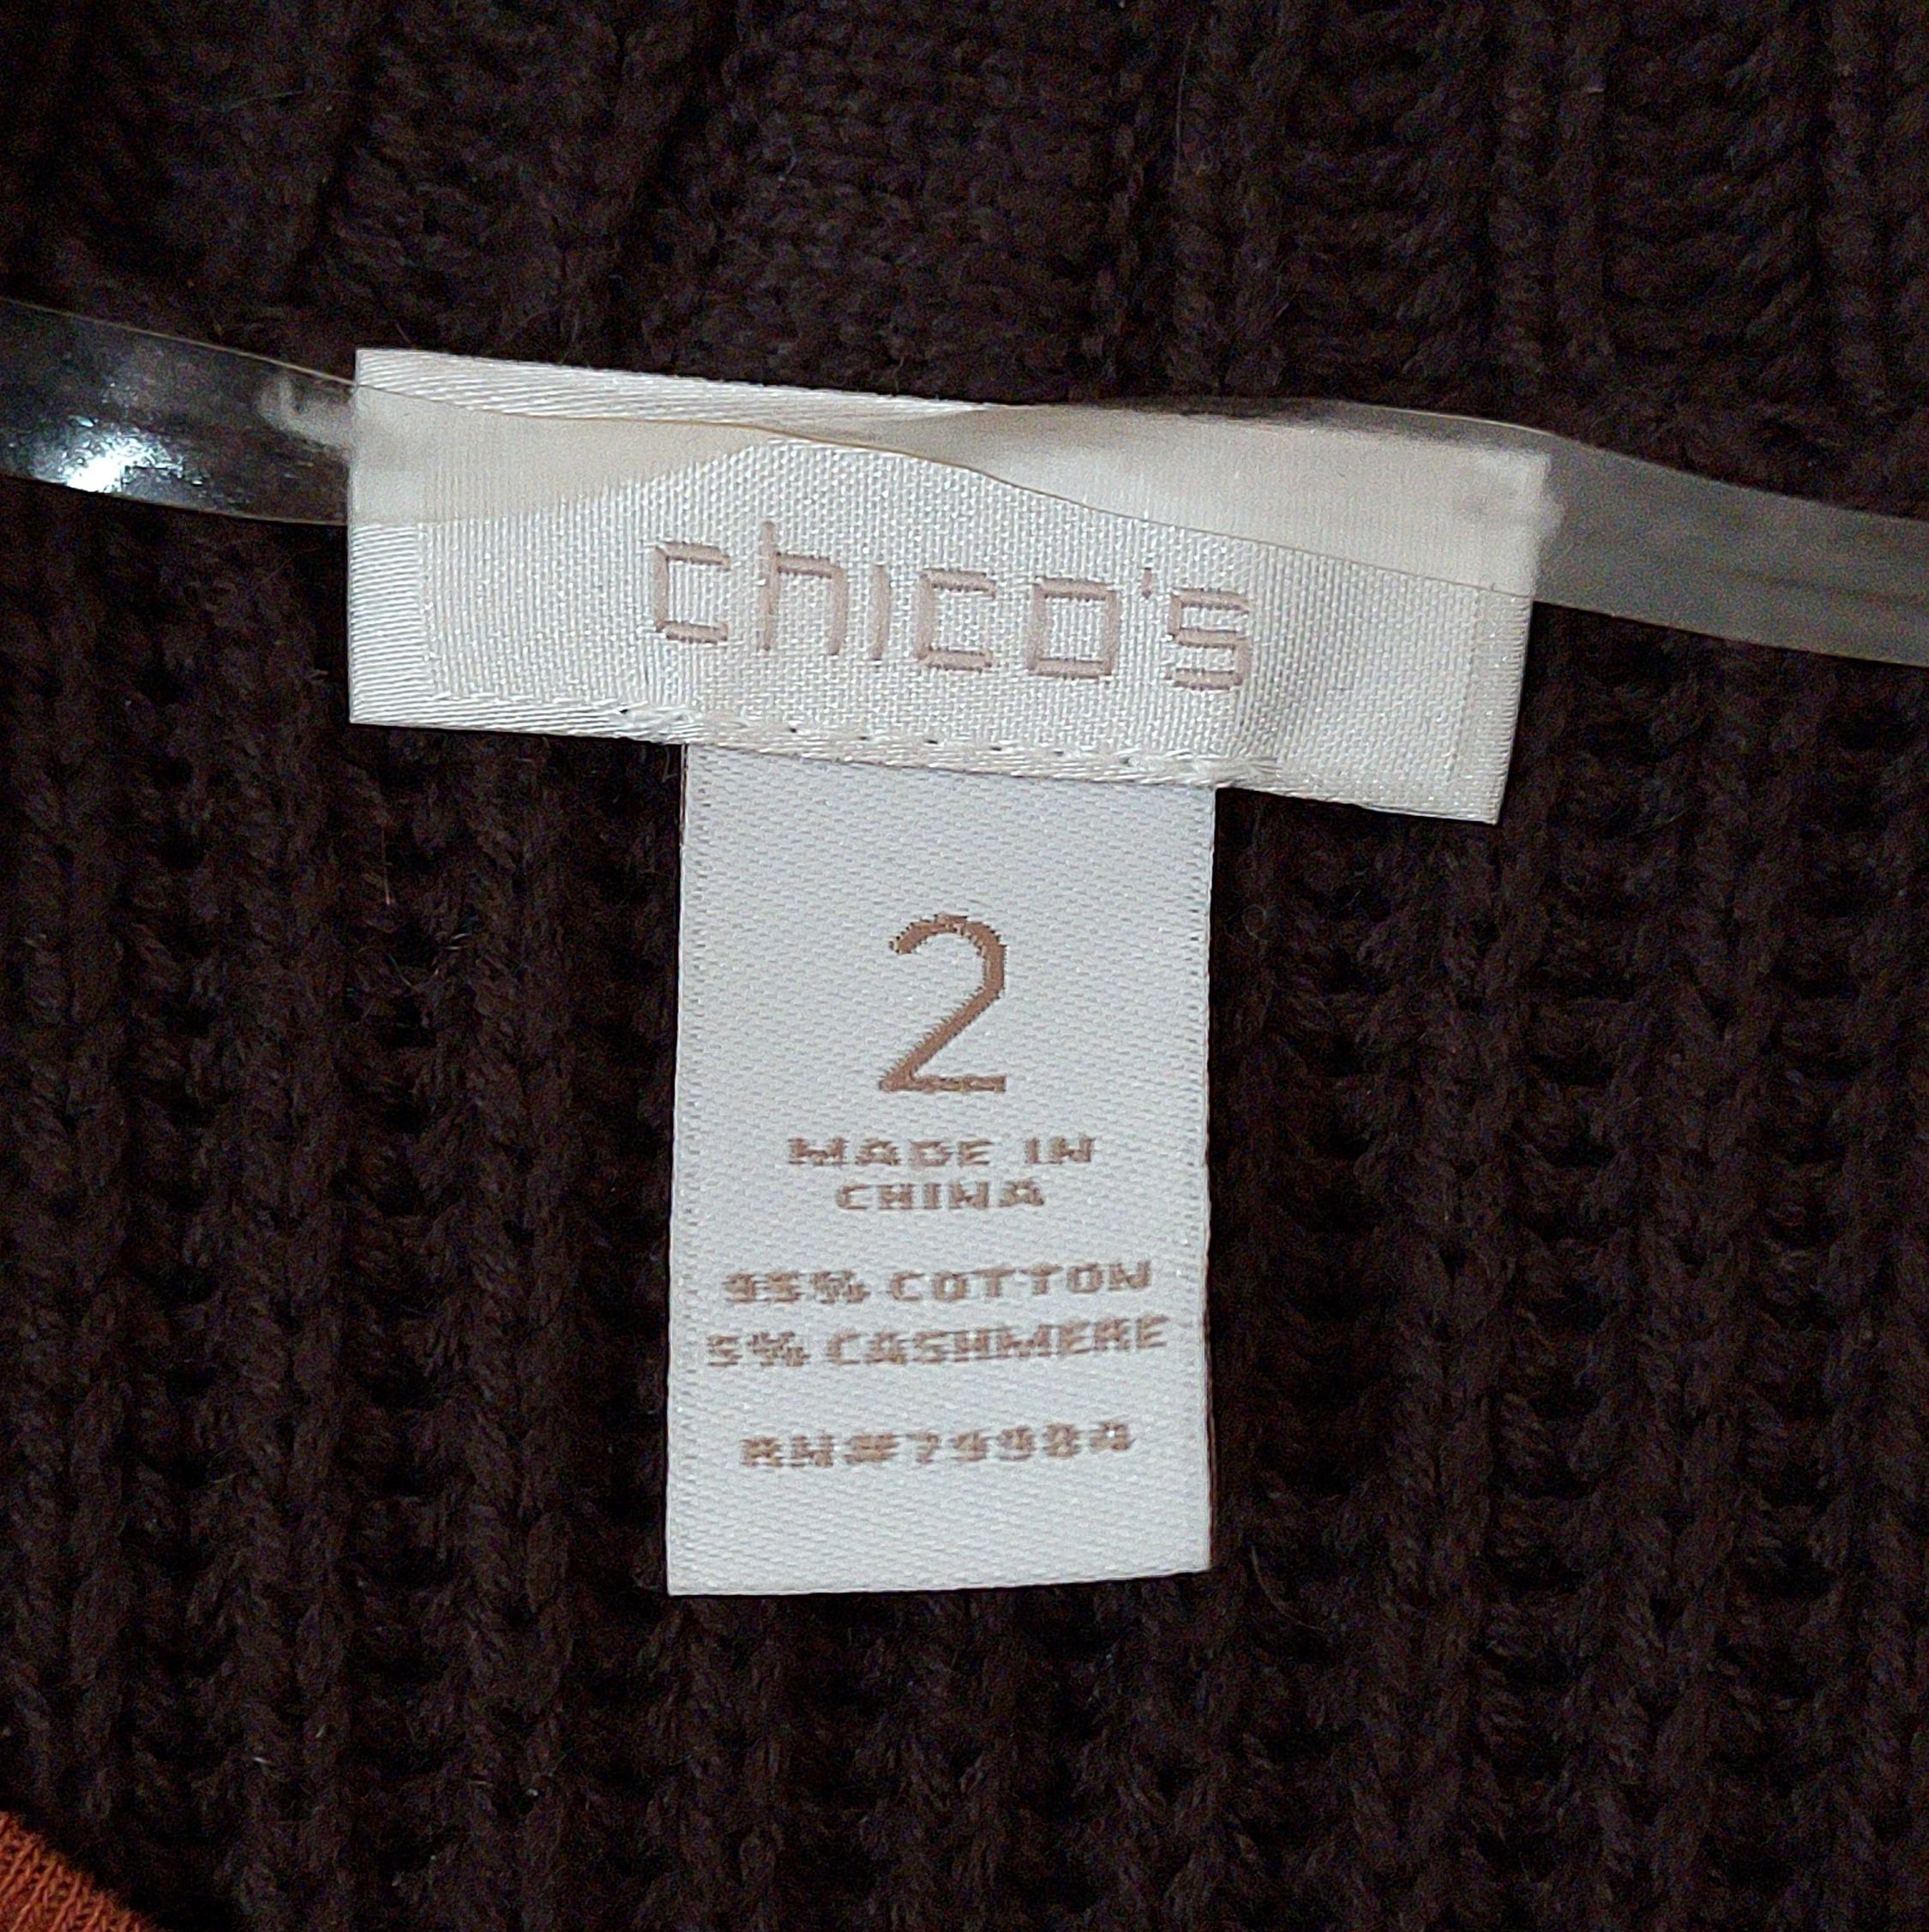 chico's
2
MADE IN
CHINA
95% COTTON
5% CASHMERE
RN#79984